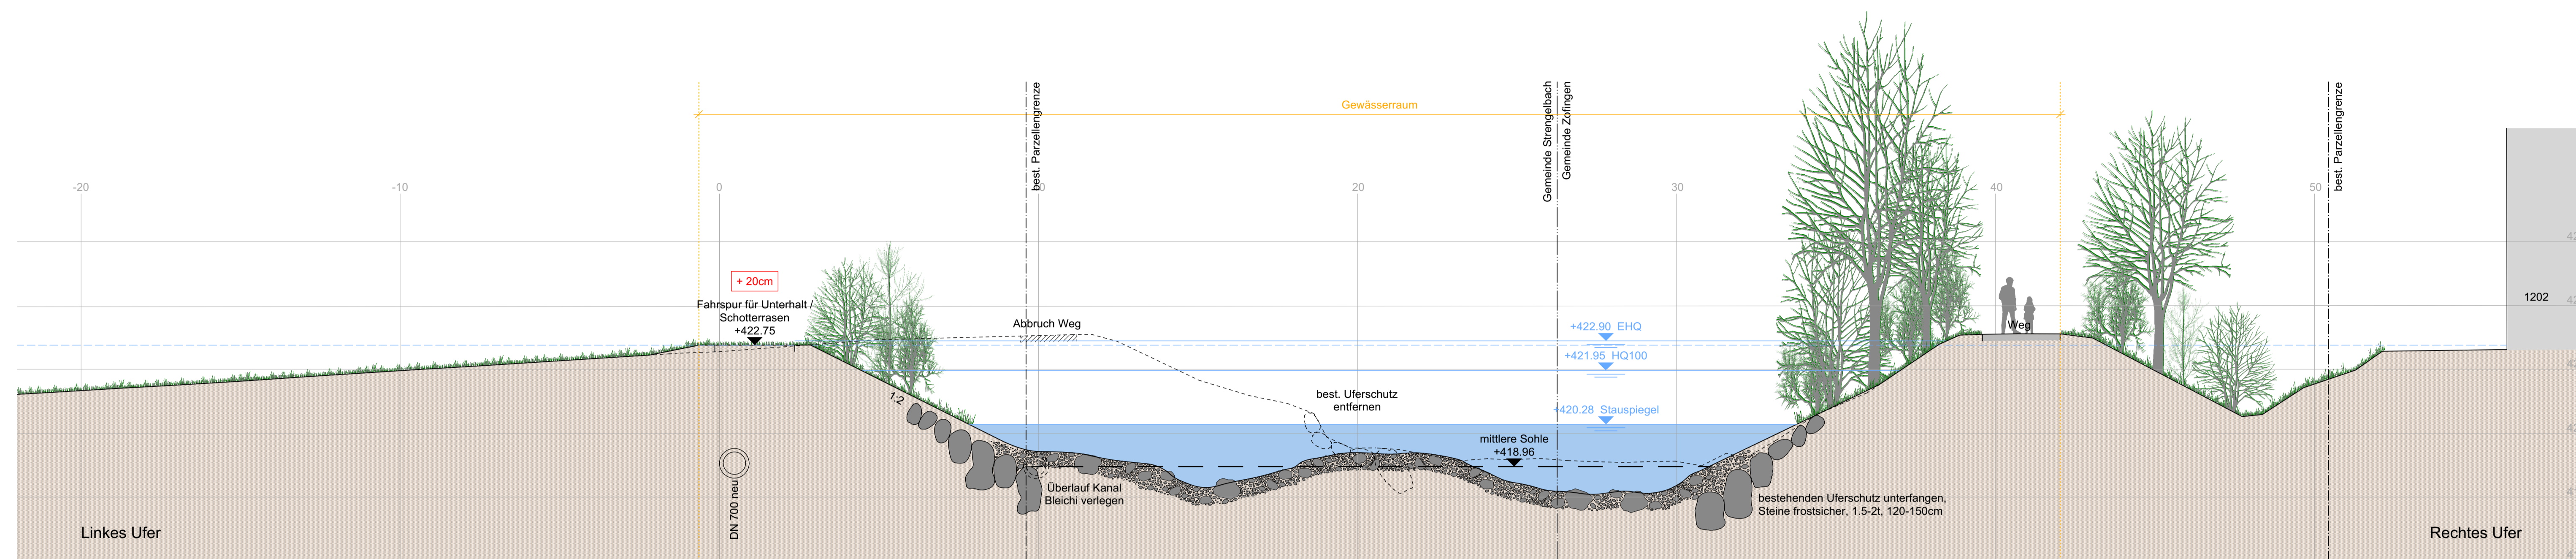 Gewässerraum
best. Parzellengrenze
Gemeinde Strengelbach
Gemeinde Zofingen
best. Parzellengrenze
-20
-10
0
20
30
40
50
+ 20cm
Fahrspur für Unterhalt /
Schotterrasen
+422.75
Abbruch Weg
+422.90 EHQ
+421.95 HQ100
+420.28 Stauspiegel
Weg
1202
1:2
best. Uferschutz
entfernen
mittlere Sohle
+418.96
DN 700 neu
Überlauf Kanal
Bleichi verlegen
bestehenden Uferschutz unterfangen,
Steine frostsicher, 1.5-2t, 120-150cm
Linkes Ufer
Rechtes Ufer